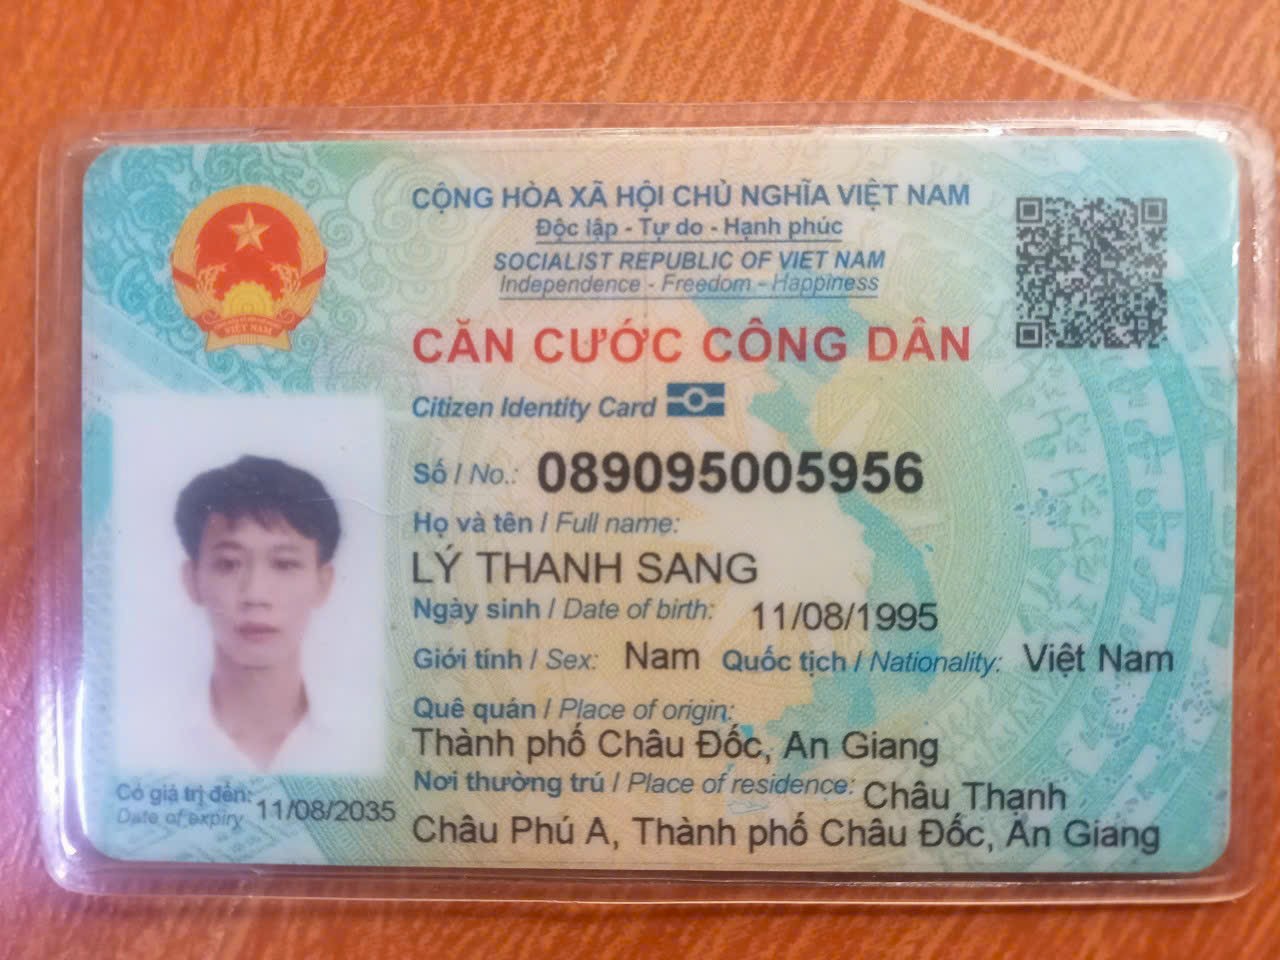 CỘNG HÒA XÃ HỘI CHỦ NGHĨA VIỆT NAM
Độc lập - Tự do - Hạnh phúc
SOCIALIST REPUBLIC OF VIET NAM
Independence - Freedom - Happiness
CĂN CƯỚC CÔNG DÂN
Citizen Identity Card
Số / No.: 089095005956
Họ và tên / Full name:
LÝ THANH SANG
Ngày sinh / Date of birth: 11/08/1995
Giới tính / Sex: Nam Quốc tịch / Nationality: Việt Nam
Quê quán / Place of origin:
Thành phố Châu Đốc, An Giang
Nơi thường trú / Place of residence: Châu Thạnh
Châu Phú A, Thành phố Châu Đốc, An Giang
Có giá trị đến: 11/08/2035
Date of expiry
VIỆT NAM